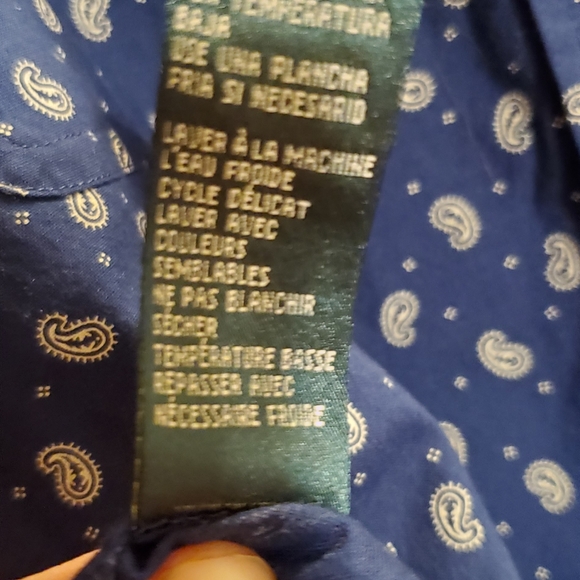 TEMPERATURA
BAJA
USE UNA PLANCHA
FRIA SI NECESARIO
LAVER À LA MACHINE
L'EAU FROIDE
CYCLE DÉLICAT
LAVER AVEC
COULEURS
SEMBLABLES
NE PAS BLANCHIR
SÉCHER
TEMPÉRATURE BASSE
REPASSER AVEC
NÉCESSAIRE FROIDE